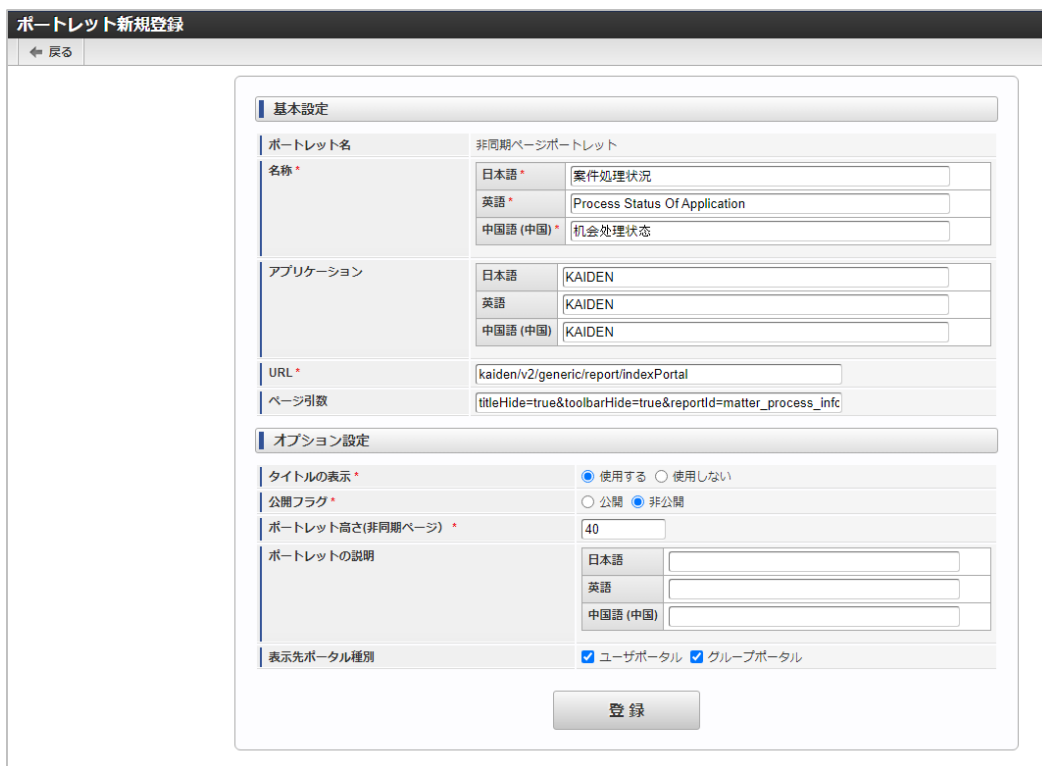 ポートレット新規登録
戻る
基本設定
ポートレット名 非同期ページポートレット
名称* 日本語* 案件処理状況
英語* Process Status Of Application
中国語 (中国)* 机会处理状态
アプリケーション 日本語 KAIDEN
英語 KAIDEN
中国語 (中国) KAIDEN
URL* kaiden/v2/generic/report/indexPortal
ページ引数 titleHide=true&toolbarHide=true&reportId=matter_process_info
オプション設定
タイトルの表示* 使用する 使用しない
公開フラグ* 公開 非公開
ポートレット高さ(非同期ページ) * 40
ポートレットの説明 日本語
英語
中国語 (中国)
表示先ポータル種別 ユーザポータル グループポータル
登録